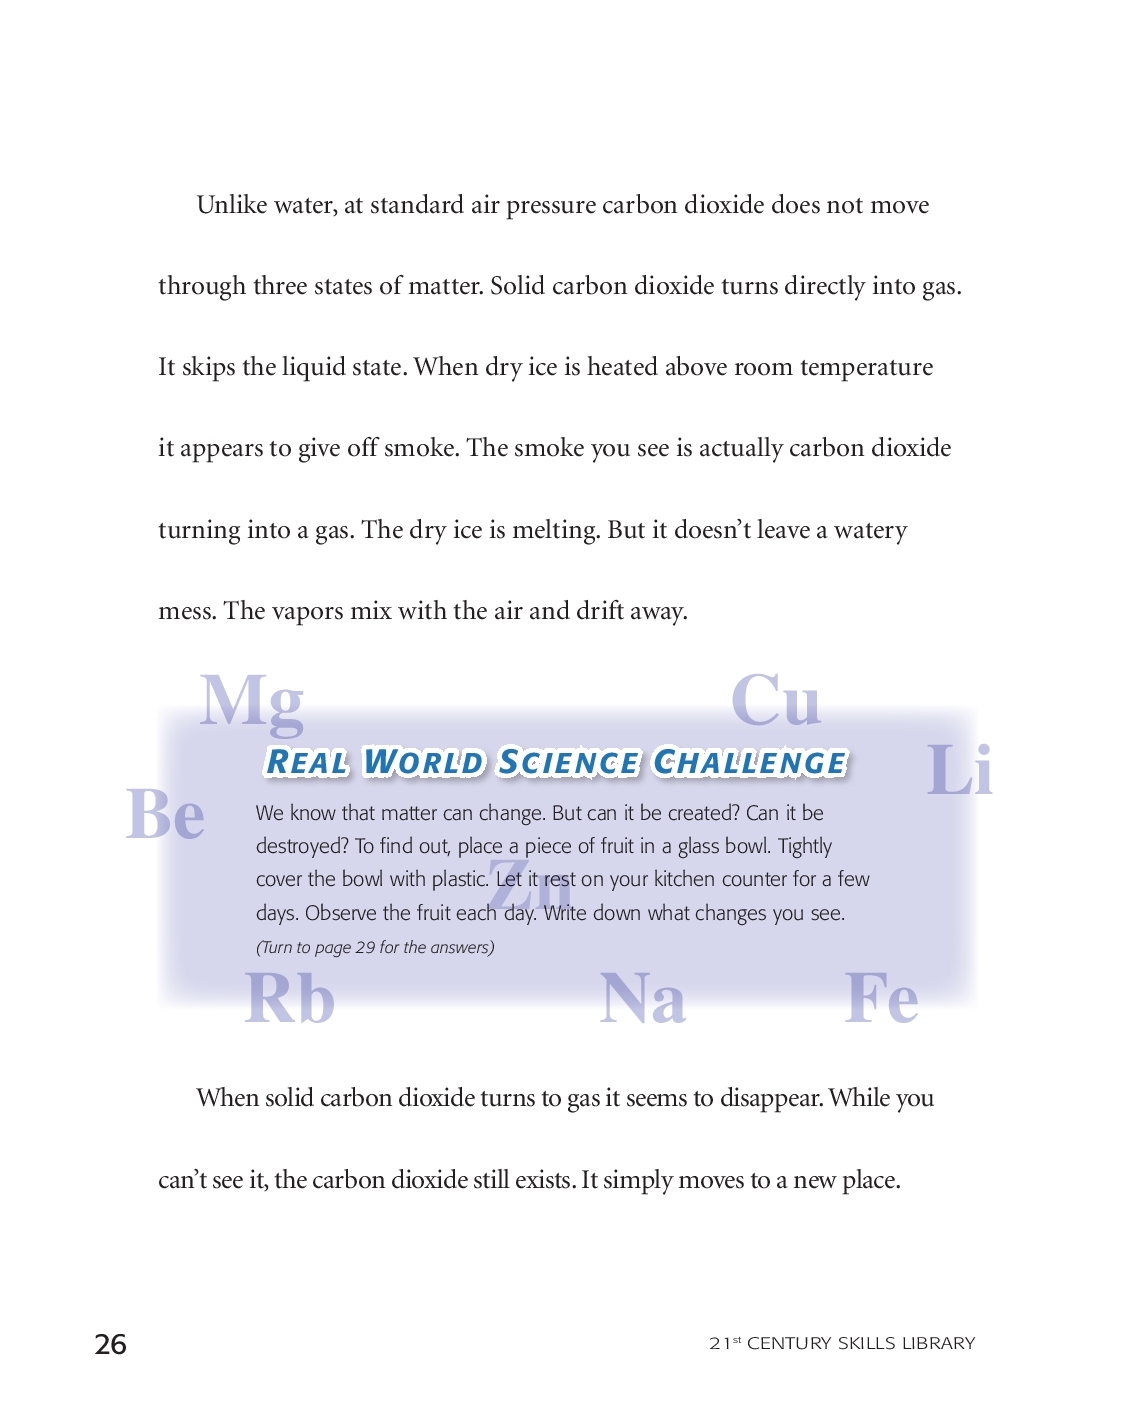 Unlike water, at standard air pressure carbon dioxide does not move
through three states of matter. Solid carbon dioxide turns directly into gas.
It skips the liquid state. When dry ice is heated above room temperature
it appears to give off smoke. The smoke you see is actually carbon dioxide
turning into a gas. The dry ice is melting. But it doesn’t leave a watery
mess. The vapors mix with the air and drift away.
Mg
Cu
REAL WORLD SCIENCE CHALLENGE
Li
Be
We know that matter can change. But can it be created? Can it be
destroyed? To find out, place a piece of fruit in a glass bowl. Tightly
cover the bowl with plastic. Let it rest on your kitchen counter for a few
Zn
days. Observe the fruit each day. Write down what changes you see.
(Turn to page 29 for the answers)
Rb
Na
Fe
When solid carbon dioxide turns to gas it seems to disappear. While you
can’t see it, the carbon dioxide still exists. It simply moves to a new place.
26
21st CENTURY SKILLS LIBRARY